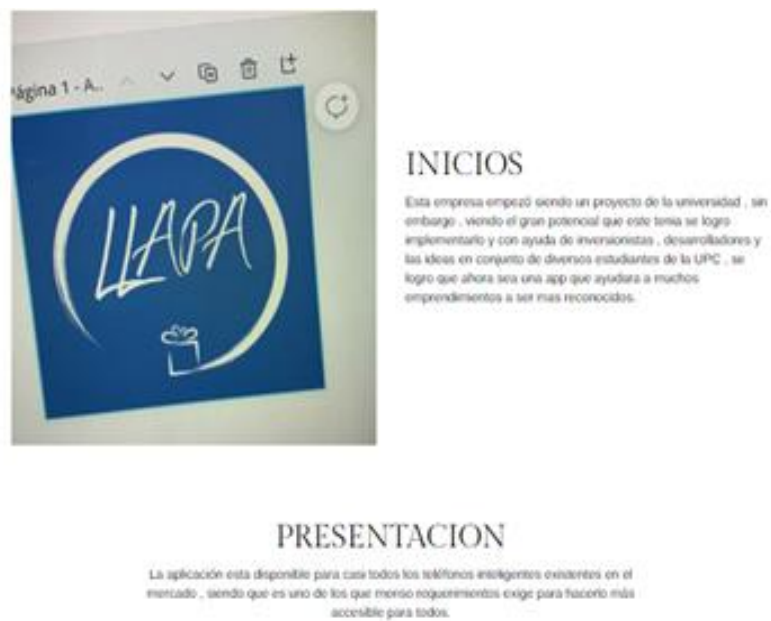 ágina 1 - A..
LLAPA
INICIOS
Esta empresa empezó siendo un proyecto de la universidad , sin
embargo , viendo el gran potencial que este tenia se logro
implementarlo y con ayuda de inversionistas , desarrolladores y
las ideas en conjunto de diversos estudiantes de la UPC , se
logro que ahora sea una app que ayudara a muchos
emprendimientos a ser mas reconocidos.
PRESENTACION
La aplicación esta disponible para casi todos los teléfonos inteligentes existentes en el
mercado , siendo que es uno de los que menso requerimientos exige para hacerlo más
accesible para todos.